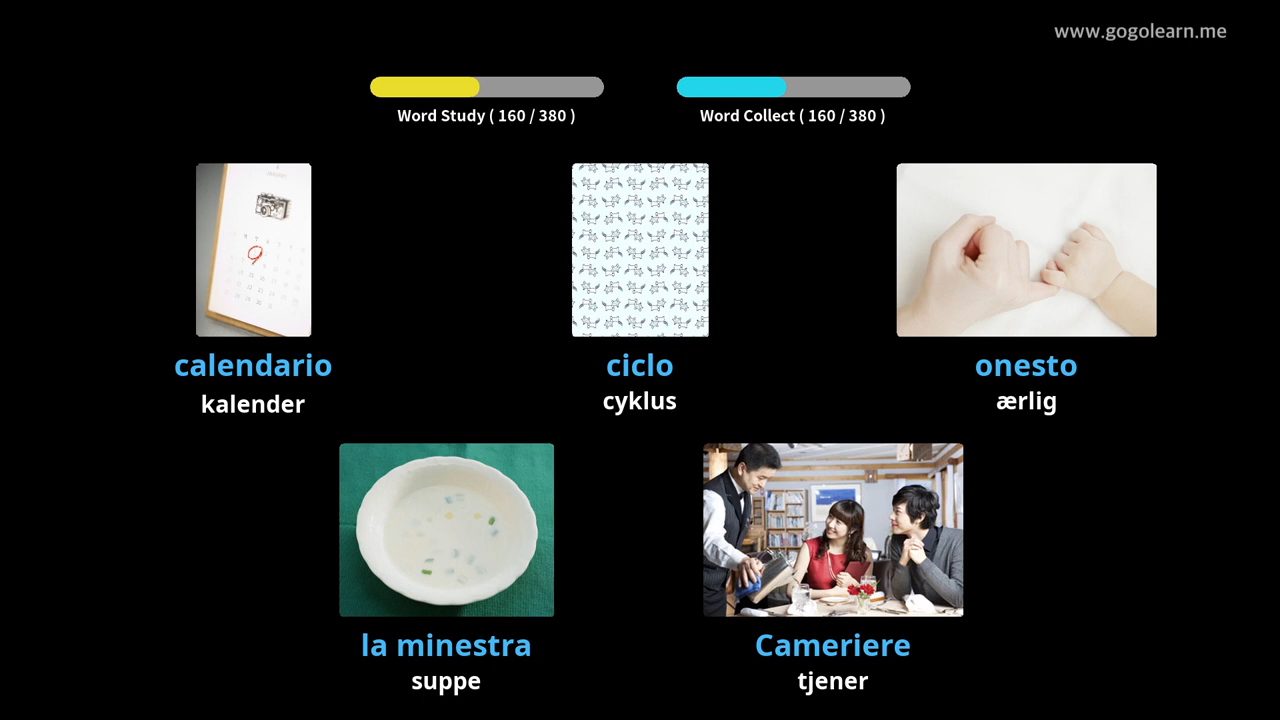 www.gogolearn.me
Word Study ( 160 / 380 )
Word Collect ( 160 / 380 )
calendario
kalender
ciclo
cyklus
onesto
ærlig
la minestra
suppe
Cameriere
tjener